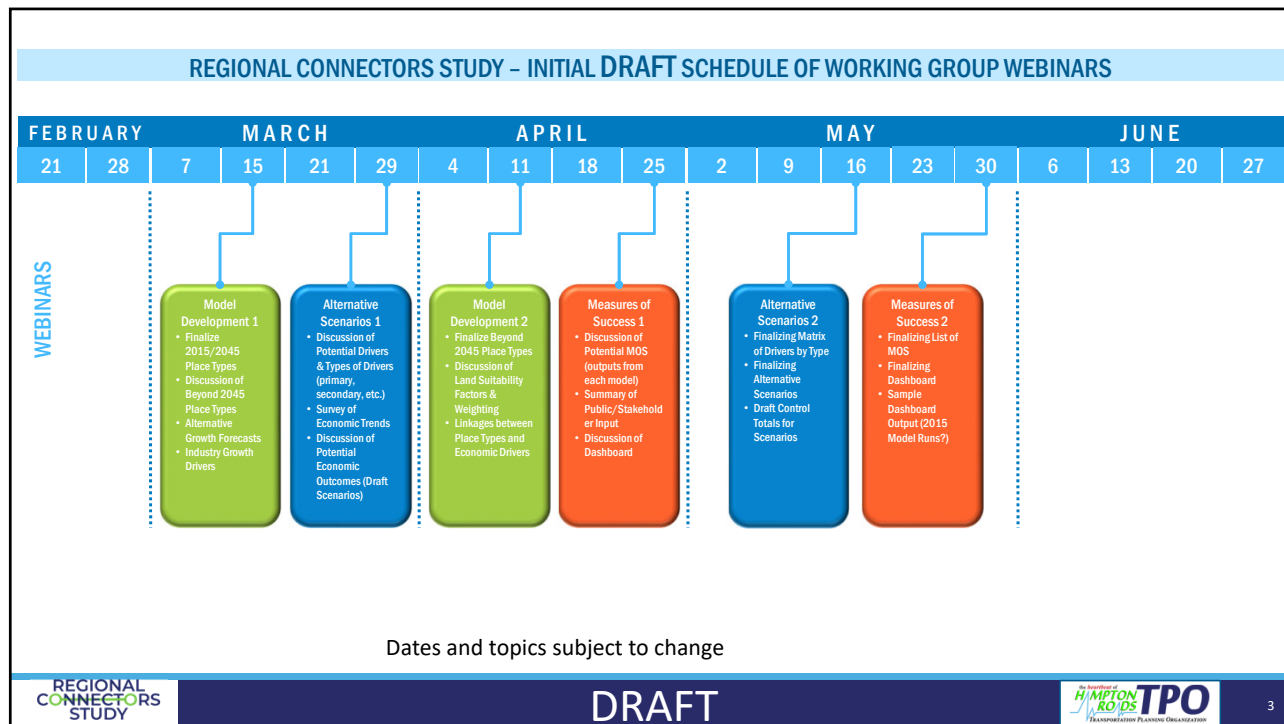 REGIONAL CONNECTORS STUDY – INITIAL DRAFT SCHEDULE OF WORKING GROUP WEBINARS
FEBRUARY MARCH APRIL MAY JUNE
21 28 7 15 21 29 4 11 18 25 2 9 16 23 30 6 13 20 27
WEBINARS
Model
Development 1
• Finalize
2015/2045
Place Types
• Discussion of
Beyond 2045
Place Types
• Alternative
Growth Forecasts
• Industry Growth
Drivers
Alternative
Scenarios 1
• Discussion of
Potential Drivers
& Types of Drivers
(primary,
secondary, etc.)
• Survey of
Economic Trends
• Discussion of
Potential
Economic
Outcomes (Draft
Scenarios)
Model
Development 2
• Finalize Beyond
2045 Place Types
• Discussion of
Land Suitability
Factors &
Weighting
• Linkages between
Place Types and
Economic Drivers
Measures of
Success 1
• Discussion of
Potential MOS
(outputs from
each model)
• Summary of
Public/Stakehold
er Input
• Discussion of
Dashboard
Alternative
Scenarios 2
• Finalizing Matrix
of Drivers by Type
• Finalizing
Alternative
Scenarios
• Draft Control
Totals for
Scenarios
Measures of
Success 2
• Finalizing List of
MOS
• Finalizing
Dashboard
• Sample
Dashboard
Output (2015
Model Runs?)
Dates and topics subject to change
REGIONAL
CONNECTORS
STUDY
DRAFT
the heartbeat of
HAMPTON
ROADS TPO
TRANSPORTATION PLANNING ORGANIZATION
3